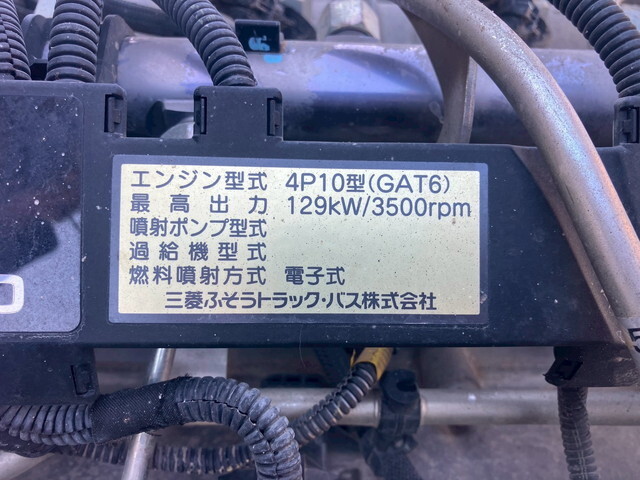 エンジン型式 4P10型(GAT6)
最高出力 129kW/3500rpm
噴射ポンプ型式
過給機型式
燃料噴射方式 電子式
三菱ふそうトラック・バス株式会社